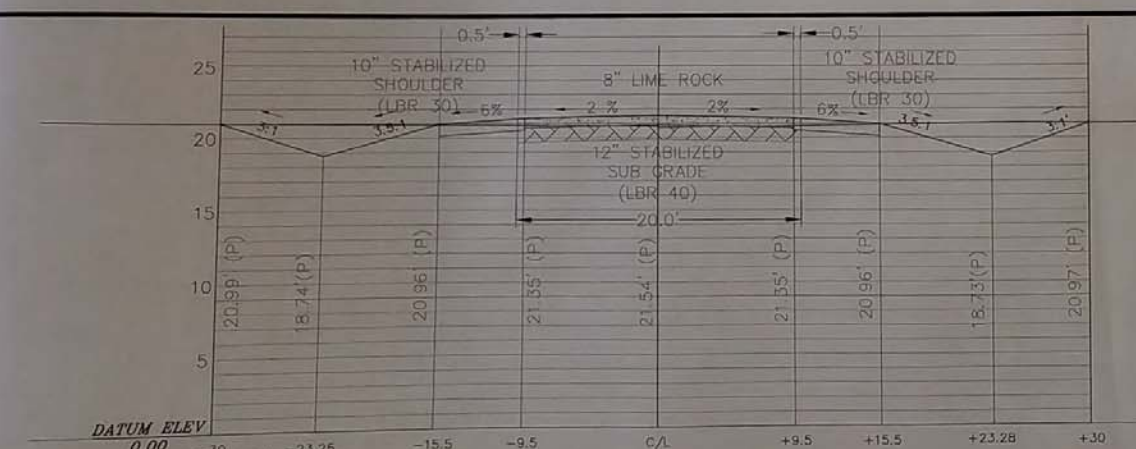 0.5' 0.5'
25
10" STABILIZED
SHOULDER
(LBR 30)
8" LIME ROCK
10" STABILIZED
SHOULDER
(LBR 30)
3:1 3.5:1 6% 2 % 2% 6% 3.5:1 3:1'
20
12" STABILIZED
SUB GRADE
(LBR 40)
20.0'
15
20.99' (P)
18.74'(P)
20.96' (P)
21.35' (P)
21.54' (P)
21.35' (P)
20.96' (P)
18.73'(P)
20.97' (P)
10
5
DATUM ELEV
0.00
-30 -23.25 -15.5 -9.5 C/L +9.5 +15.5 +23.28 +30